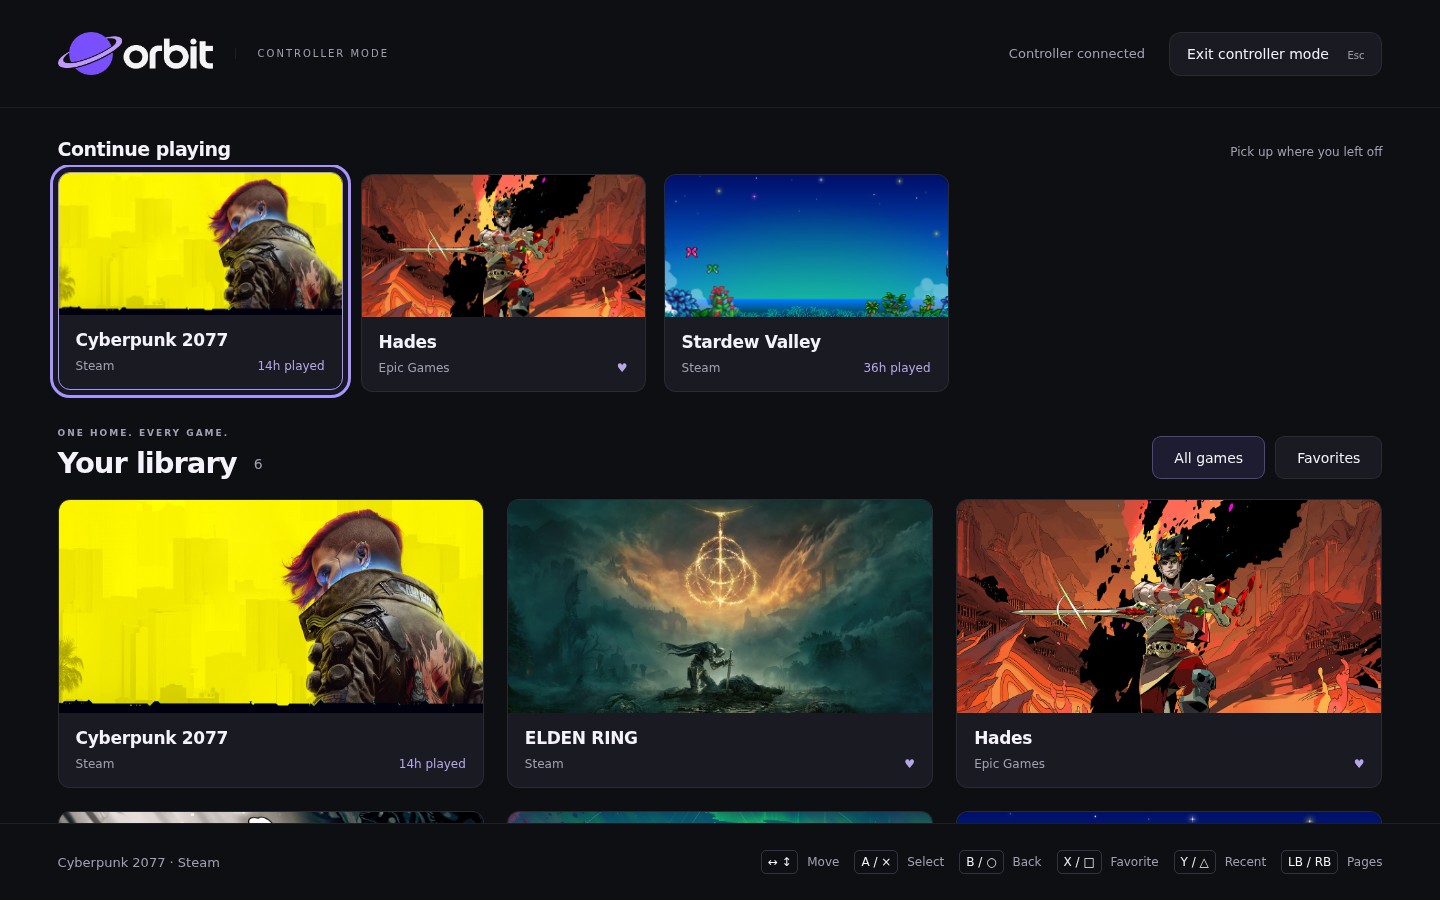 orbit
CONTROLLER MODE
Controller connected
Exit controller mode Esc
Continue playing
Pick up where you left off
Cyberpunk 2077
Steam 14h played
Hades
Epic Games ♥
Stardew Valley
Steam 36h played
ONE HOME. EVERY GAME.
Your library 6
All games
Favorites
Cyberpunk 2077
Steam 14h played
ELDEN RING
Steam ♥
Hades
Epic Games ♥
Cyberpunk 2077 · Steam
↔ ↕ Move A / × Select B / ○ Back X / □ Favorite Y / △ Recent LB / RB Pages